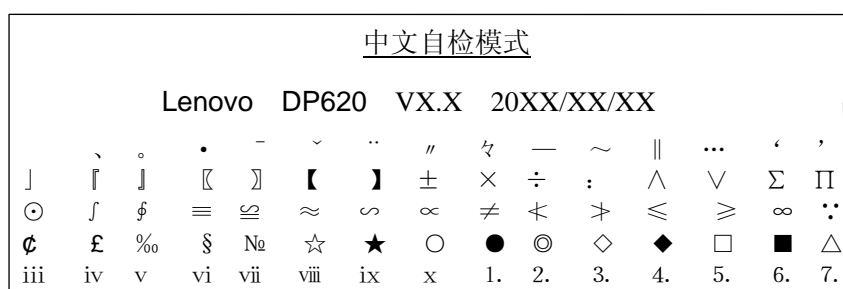 中文自检模式
Lenovo DP620 VX.X 20XX/XX/XX
、 。 • ˉ ˇ ¨ 〃 々 — ～ ‖ … ‘ ’
」 『 』 〖 〗 【 】 ± × ÷ ∶ ∧ ∨ ∑ ∏
⊙ ∫ ∮ ≡ ≌ ≈ ∽ ∝ ≠ ≮ ≯ ≤ ≥ ∞ ∵
¢ £ ‰ § № ☆ ★ ○ ● ◎ ◇ ◆ □ ■ △
ⅲ ⅳ ⅴ ⅵ ⅶ ⅷ ⅸ ⅹ 1. 2. 3. 4. 5. 6. 7.